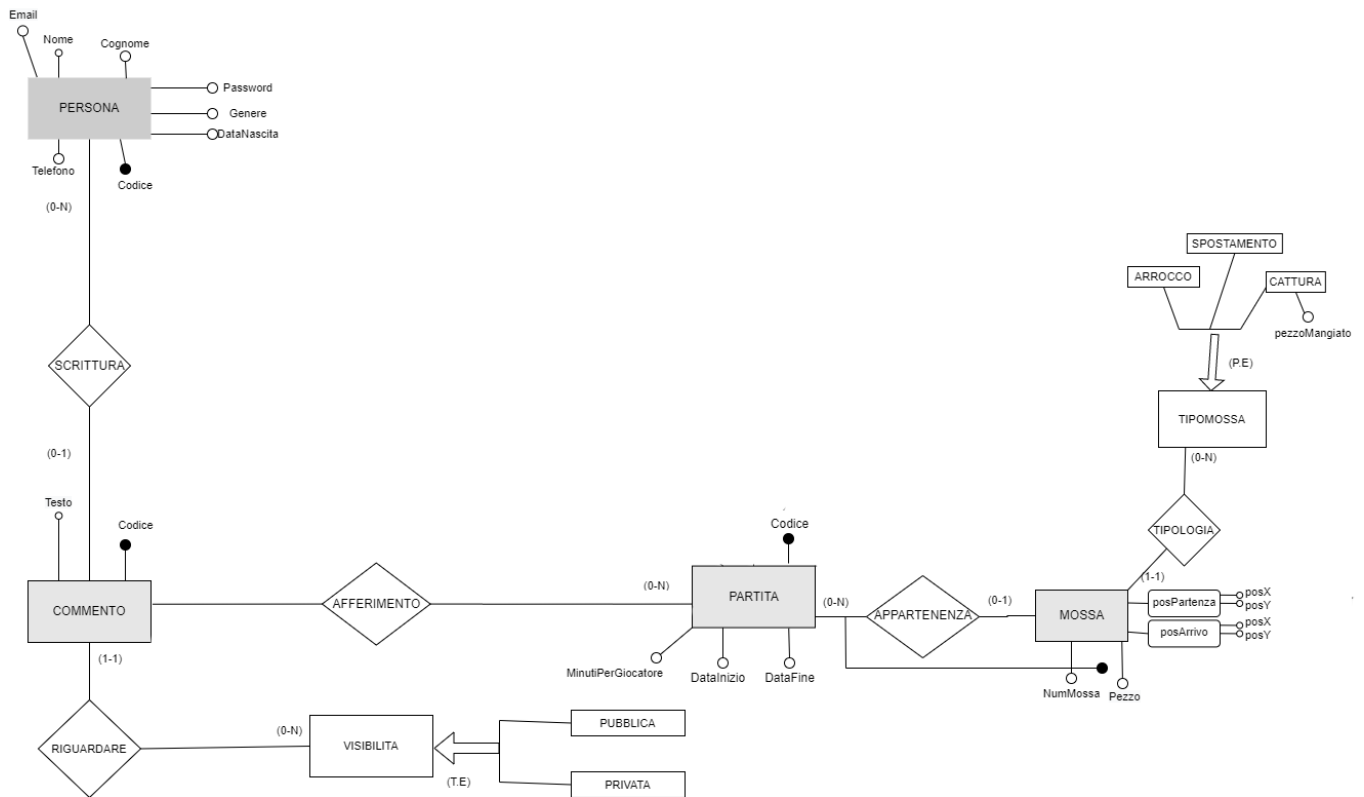 Email
Nome
Cognome
Password
PERSONA
Genere
DataNascita
Telefono
Codice
(0-N)
SPOSTAMENTO
ARROCCO
CATTURA
pezzoMangiato
(P.E)
SCRITTURA
TIPOMOSSA
(0-1)
(0-N)
Testo
Codice
Codice
TIPOLOGIA
(1-1)
COMMENTO
AFFERIMENTO
(0-N)
PARTITA
(0-N)
APPARTENENZA
(0-1)
MOSSA
posPartenza
posX
posY
posArrivo
posX
posY
(1-1)
MinutiPerGiocatore
DataInizio
DataFine
NumMossa
Pezzo
RIGUARDARE
(0-N)
VISIBILITA
(T.E)
PUBBLICA
PRIVATA